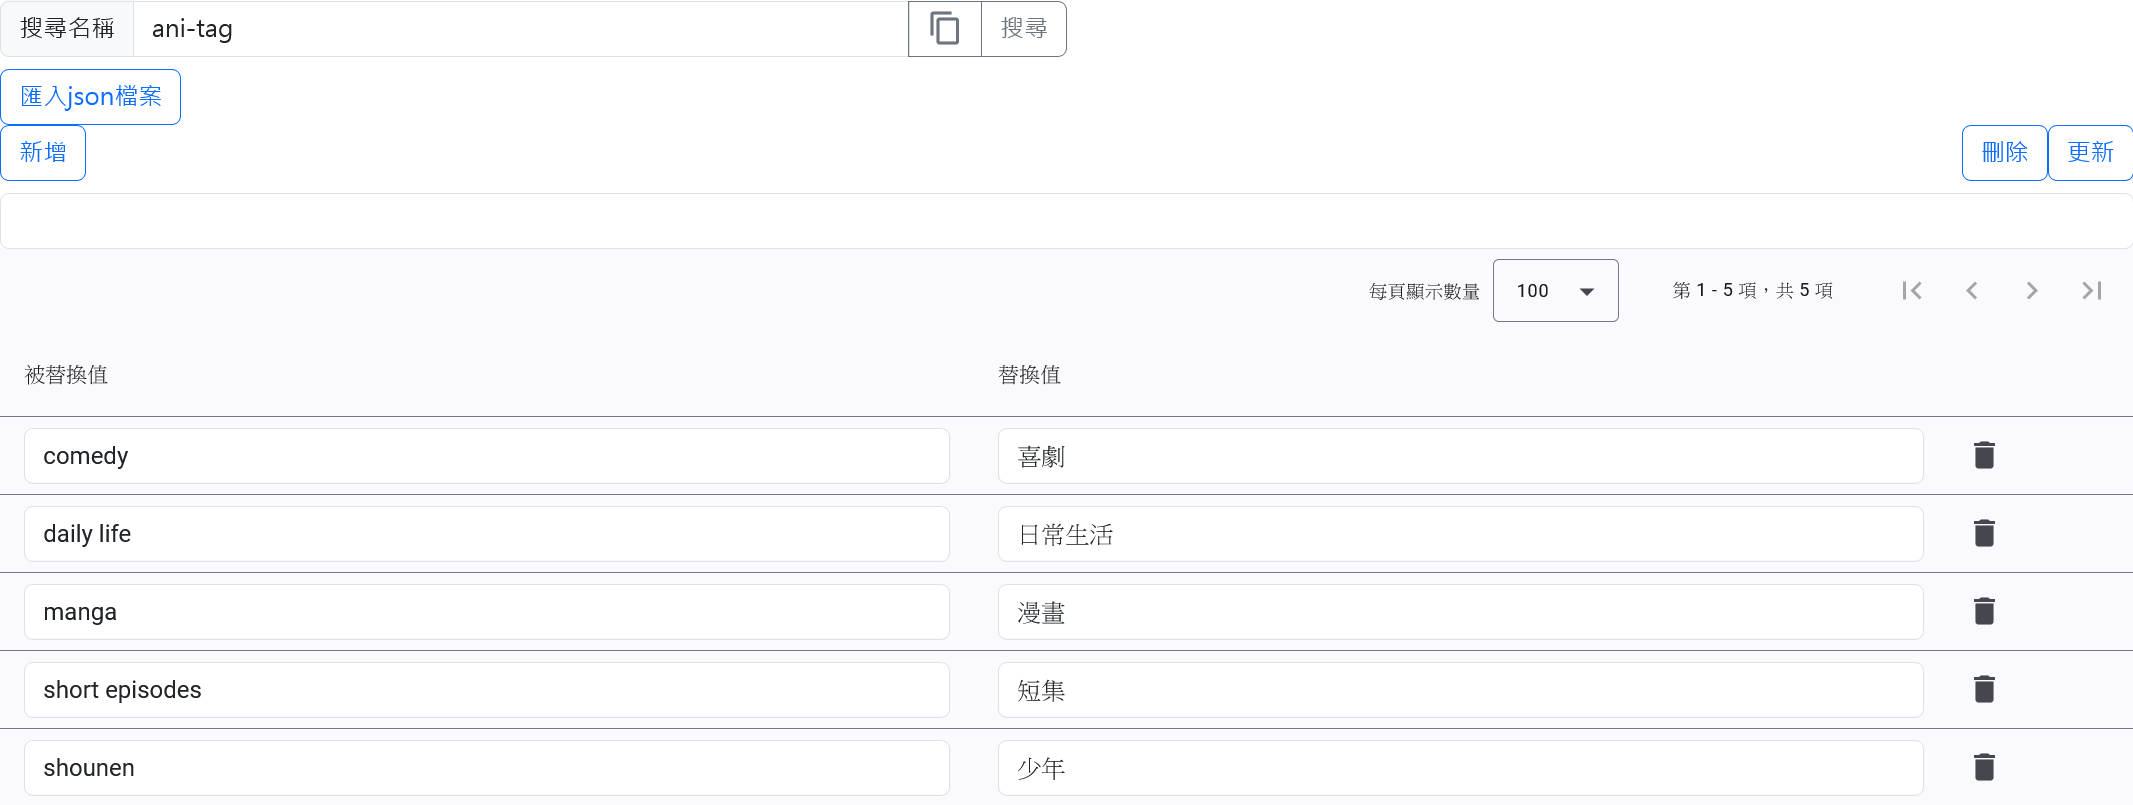 搜尋名稱 ani-tag 搜尋
匯入json檔案
新增 刪除 更新
每頁顯示數量 100 第 1 - 5 項，共 5 項
被替換值 替換值
comedy 喜劇
daily life 日常生活
manga 漫畫
short episodes 短集
shounen 少年